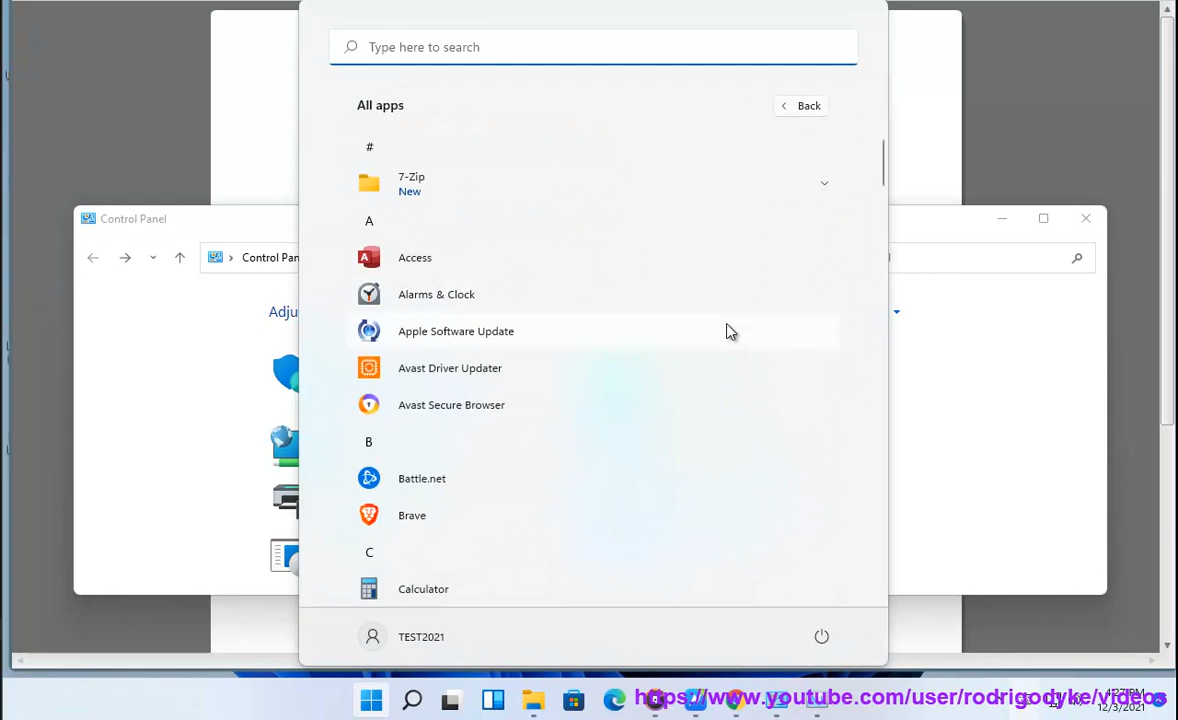 Type here to search
All apps
Back
#
7-Zip
New
A
Control Panel
Control Pan
Access
Alarms & Clock
Adju
Apple Software Update
Avast Driver Updater
Avast Secure Browser
B
Battle.net
Brave
C
Calculator
TEST2021
https://www.youtube.com/user/rodrigodyke/videos
12/3/2021